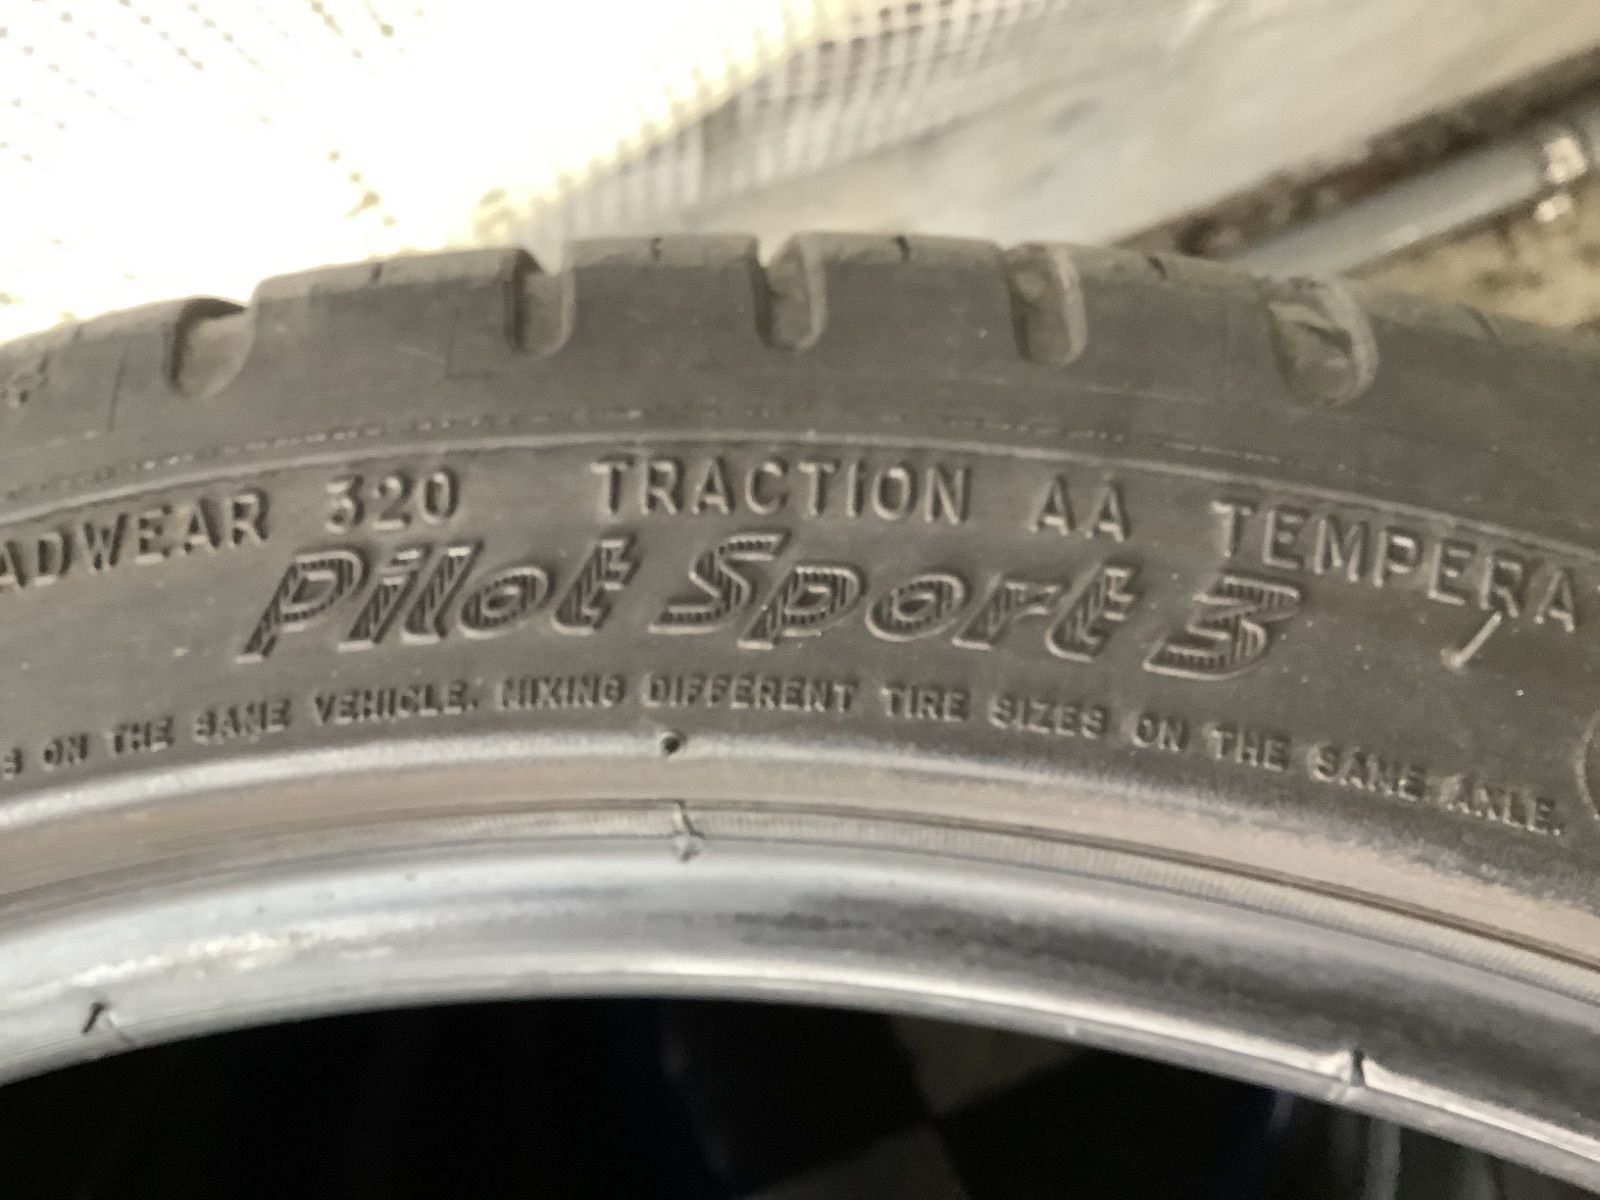 ADWEAR 320 TRACTION AA TEMPERA
Pilot Sport 3
S ON THE SAME VEHICLE. MIXING DIFFERENT TIRE SIZES ON THE SAME AXLE.